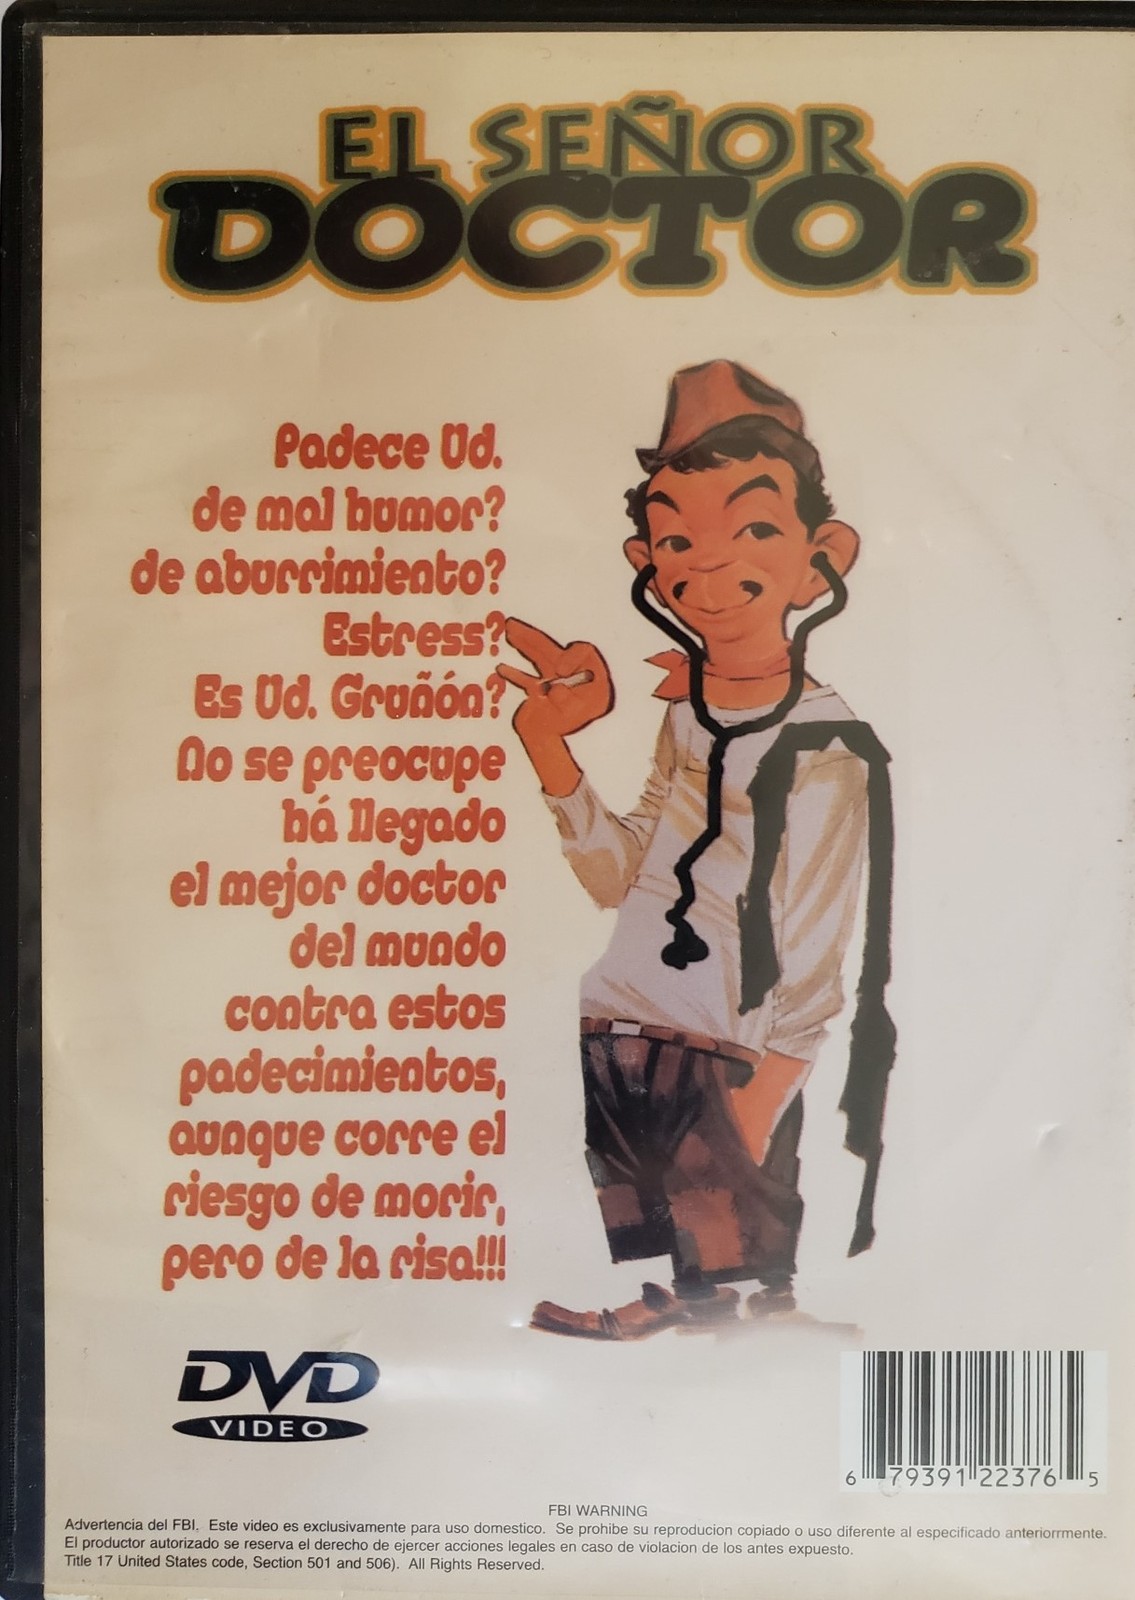 EL SEÑOR
DOCTOR
Padece Ud.
de mal humor?
de aburrimiento?
Estress?
Es Ud. Gruñón?
No se preocupe
há llegado
el mejor doctor
del mundo
contra estos
padecimientos,
aunque corre el
riesgo de morir,
pero de la risa!!!
DVD
VIDEO
6 79391 22376 5
FBI WARNING
Advertencia del FBI. Este video es exclusivamente para uso domestico. Se prohibe su reproducion copiado o uso diferente al especificado anteriorrmente.
El productor autorizado se reserva el derecho de ejercer acciones legales en caso de violacion de los antes expuesto.
Title 17 United States code, Section 501 and 506). All Rights Reserved.